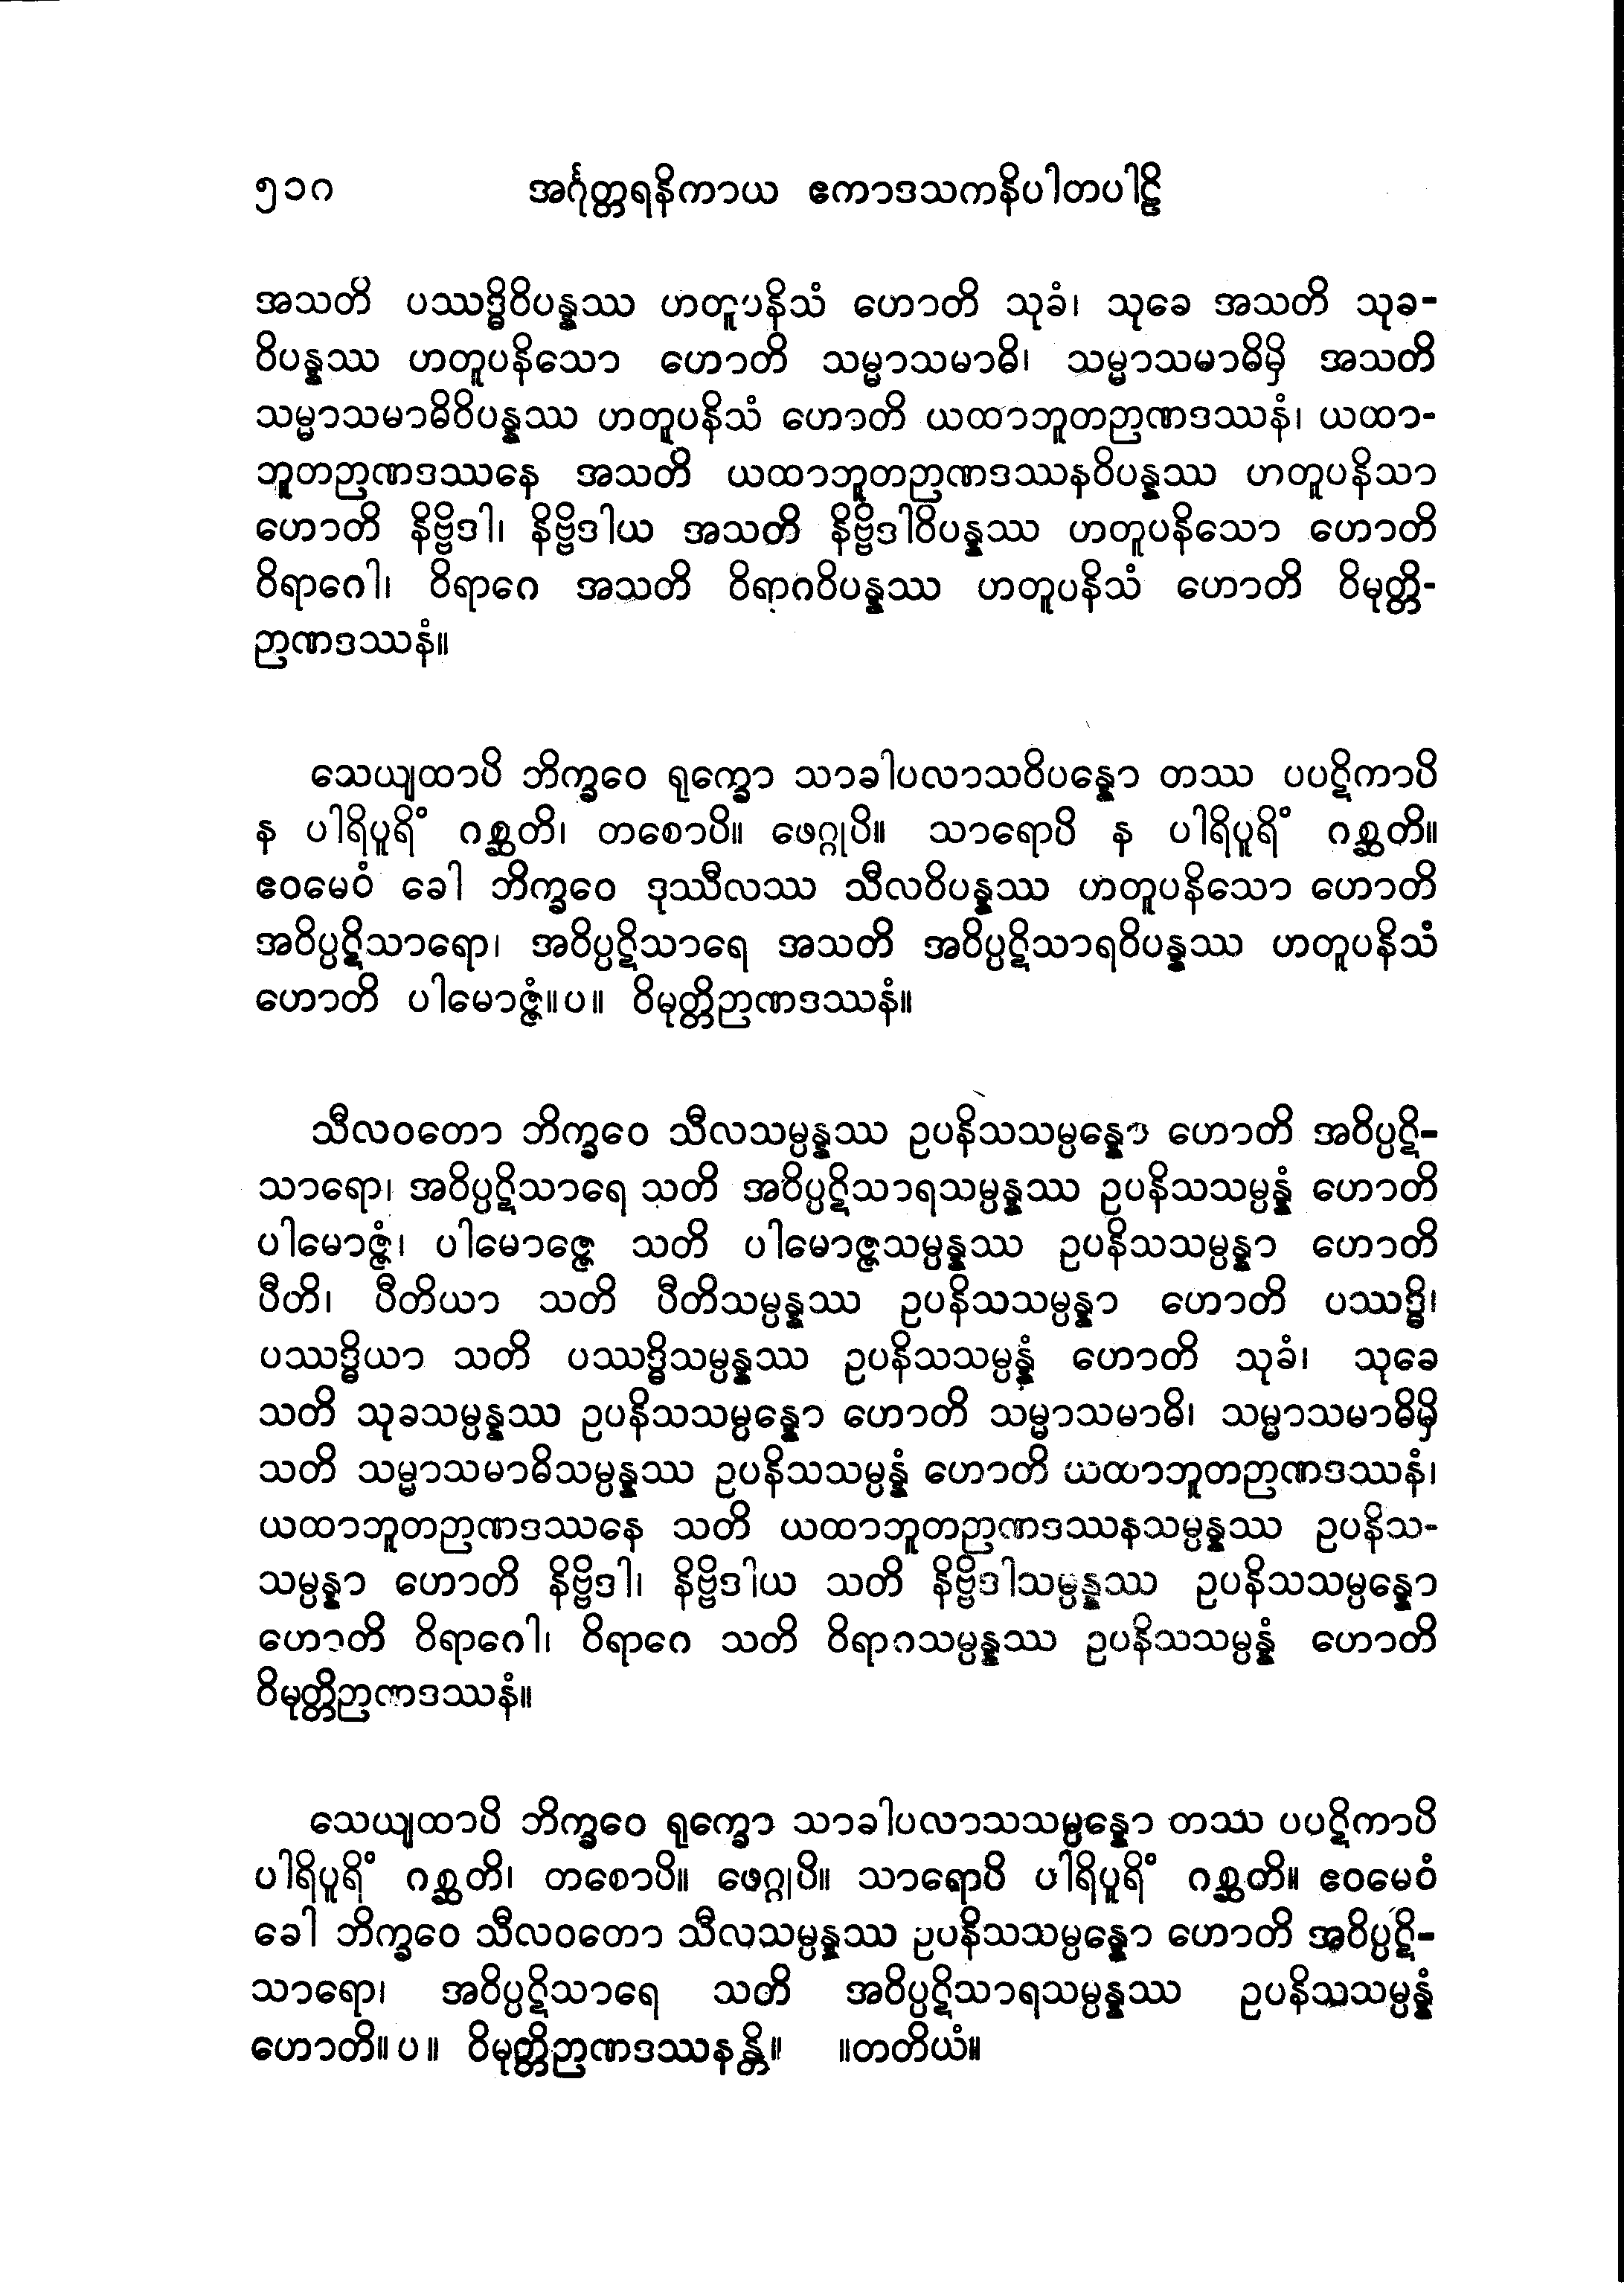 ၅၁၈ အင်္ဂုတ္တရနိကာယ ဧကာဒသကနိပါတပါဠိ
အသတိ ပဿဒ္ဓိဝိပန္နဿ ဟတူပနိသံ ဟောတိ သုခံ၊ သုခေ အသတိ သုခ-
ဝိပန္နဿ ဟတူပနိသော ဟောတိ သမ္မာသမာဓိ၊ သမ္မာသမာဓိမှိ အသတိ
သမ္မာသမာဓိဝိပန္နဿ ဟတူပနိသံ ဟောတိ ယထာဘူတဉာဏဒဿနံ၊ ယထာ-
ဘူတဉာဏဒဿနေ အသတိ ယထာဘူတဉာဏဒဿနဝိပန္နဿ ဟတူပနိသာ
ဟောတိ နိဗ္ဗိဒါ၊ နိဗ္ဗိဒါယ အသတိ နိဗ္ဗိဒါဝိပန္နဿ ဟတူပနိသော ဟောတိ
ဝိရာဂေါ၊ ဝိရာဂေ အသတိ ဝိရာဂဝိပန္နဿ ဟတူပနိသံ ဟောတိ ဝိမုတ္တိ-
ဉာဏဒဿနံ။
သေယျထာပိ ဘိက္ခဝေ ရုက္ခော သာခါပလာသဝိပန္နော တဿ ပပဋိကာပိ
န ပါရိပူရိံ ဂစ္ဆတိ၊ တစောပိ။ ဖေဂ္ဂုပိ။ သာရောပိ န ပါရိပူရိံ ဂစ္ဆတိ။
ဧဝမေဝံ ခေါ ဘိက္ခဝေ ဒုဿီလဿ သီလဝိပန္နဿ ဟတူပနိသော ဟောတိ
အဝိပ္ပဋိသာရော၊ အဝိပ္ပဋိသာရေ အသတိ အဝိပ္ပဋိသာရဝိပန္နဿ ဟတူပနိသံ
ဟောတိ ပါမောဇ္ဇံ။ပ။ ဝိမုတ္တိဉာဏဒဿနံ။
သီလဝတော ဘိက္ခဝေ သီလသမ္ပန္နဿ ဥပနိသသမ္ပန္နော ဟောတိ အဝိပ္ပဋိ-
သာရော၊ အဝိပ္ပဋိသာရေ သတိ အဝိပ္ပဋိသာရသမ္ပန္နဿ ဥပနိသသမ္ပန္နံ ဟောတိ
ပါမောဇ္ဇံ၊ ပါမောဇ္ဇေ သတိ ပါမောဇ္ဇသမ္ပန္နဿ ဥပနိသသမ္ပန္နာ ဟောတိ
ပီတိ၊ ပီတိယာ သတိ ပီတိသမ္ပန္နဿ ဥပနိသသမ္ပန္နာ ဟောတိ ပဿဒ္ဓိ၊
ပဿဒ္ဓိယာ သတိ ပဿဒ္ဓိသမ္ပန္နဿ ဥပနိသသမ္ပန္နံ ဟောတိ သုခံ၊ သုခေ
သတိ သုခသမ္ပန္နဿ ဥပနိသသမ္ပန္နော ဟောတိ သမ္မာသမာဓိ၊ သမ္မာသမာဓိမှိ
သတိ သမ္မာသမာဓိသမ္ပန္နဿ ဥပနိသသမ္ပန္နံ ဟောတိ ယထာဘူတဉာဏဒဿနံ၊
ယထာဘူတဉာဏဒဿနေ သတိ ယထာဘူတဉာဏဒဿနသမ္ပန္နဿ ဥပနိသ-
သမ္ပန္နာ ဟောတိ နိဗ္ဗိဒါ၊ နိဗ္ဗိဒါယ သတိ နိဗ္ဗိဒါသမ္ပန္နဿ ဥပနိသသမ္ပန္နော
ဟောတိ ဝိရာဂေါ၊ ဝိရာဂေ သတိ ဝိရာဂသမ္ပန္နဿ ဥပနိသသမ္ပန္နံ ဟောတိ
ဝိမုတ္တိဉာဏဒဿနံ။
သေယျထာပိ ဘိက္ခဝေ ရုက္ခော သာခါပလာသသမ္ပန္နော တဿ ပပဋိကာပိ
ပါရိပူရိံ ဂစ္ဆတိ၊ တစောပိ။ ဖေဂ္ဂုပိ။ သာရောပိ ပါရိပူရိံ ဂစ္ဆတိ။ ဧဝမေဝံ
ခေါ ဘိက္ခဝေ သီလဝတော သီလသမ္ပန္နဿ ဥပနိသသမ္ပန္နော ဟောတိ အဝိပ္ပဋိ-
သာရော၊ အဝိပ္ပဋိသာရေ သတိ အဝိပ္ပဋိသာရသမ္ပန္နဿ ဥပနိသသမ္ပန္နံ
ဟောတိ။ပ။ ဝိမုတ္တိဉာဏဒဿနန္တိ။ ။တတိယံ။